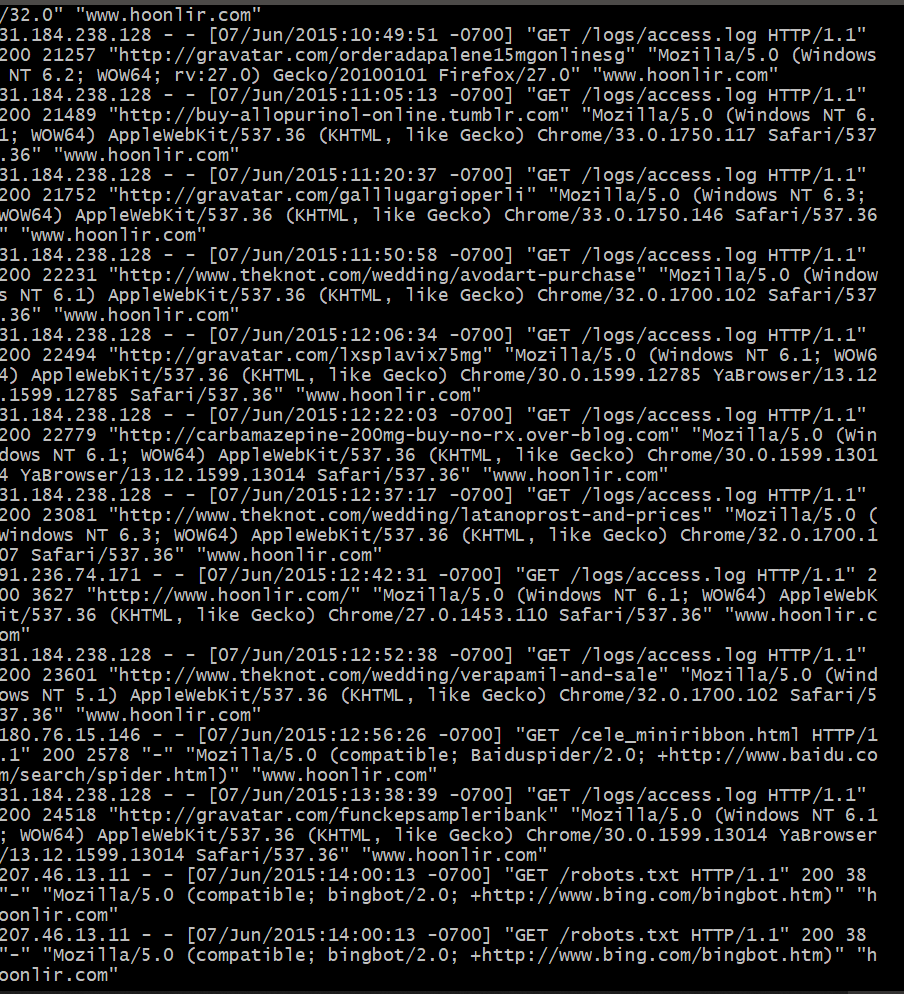 /32.0" "www.hoonlir.com"
31.184.238.128 - - [07/Jun/2015:10:49:51 -0700] "GET /logs/access.log HTTP/1.1"
200 21257 "http://gravatar.com/orderadapalene15mgonlinesg" "Mozilla/5.0 (Windows
NT 6.2; WOW64; rv:27.0) Gecko/20100101 Firefox/27.0" "www.hoonlir.com"
31.184.238.128 - - [07/Jun/2015:11:05:13 -0700] "GET /logs/access.log HTTP/1.1"
200 21489 "http://buy-allopurinol-online.tumblr.com" "Mozilla/5.0 (Windows NT 6.
1; WOW64) AppleWebKit/537.36 (KHTML, like Gecko) Chrome/33.0.1750.117 Safari/537
.36" "www.hoonlir.com"
31.184.238.128 - - [07/Jun/2015:11:20:37 -0700] "GET /logs/access.log HTTP/1.1"
200 21752 "http://gravatar.com/galllugargioperli" "Mozilla/5.0 (Windows NT 6.3;
WOW64) AppleWebKit/537.36 (KHTML, like Gecko) Chrome/33.0.1750.146 Safari/537.36
" "www.hoonlir.com"
31.184.238.128 - - [07/Jun/2015:11:50:58 -0700] "GET /logs/access.log HTTP/1.1"
200 22231 "http://www.theknot.com/wedding/avodart-purchase" "Mozilla/5.0 (Window
s NT 6.1) AppleWebKit/537.36 (KHTML, like Gecko) Chrome/32.0.1700.102 Safari/537
.36" "www.hoonlir.com"
31.184.238.128 - - [07/Jun/2015:12:06:34 -0700] "GET /logs/access.log HTTP/1.1"
200 22494 "http://gravatar.com/lxsplavix75mg" "Mozilla/5.0 (Windows NT 6.1; WOW6
4) AppleWebKit/537.36 (KHTML, like Gecko) Chrome/30.0.1599.12785 YaBrowser/13.12
.1599.12785 Safari/537.36" "www.hoonlir.com"
31.184.238.128 - - [07/Jun/2015:12:22:03 -0700] "GET /logs/access.log HTTP/1.1"
200 22779 "http://carbamazepine-200mg-buy-no-rx.over-blog.com" "Mozilla/5.0 (Win
dows NT 6.1; WOW64) AppleWebKit/537.36 (KHTML, like Gecko) Chrome/30.0.1599.1301
4 YaBrowser/13.12.1599.13014 Safari/537.36" "www.hoonlir.com"
31.184.238.128 - - [07/Jun/2015:12:37:17 -0700] "GET /logs/access.log HTTP/1.1"
200 23081 "http://www.theknot.com/wedding/latanoprost-and-prices" "Mozilla/5.0 (
Windows NT 6.3; WOW64) AppleWebKit/537.36 (KHTML, like Gecko) Chrome/32.0.1700.1
07 Safari/537.36" "www.hoonlir.com"
91.236.74.171 - - [07/Jun/2015:12:42:31 -0700] "GET /logs/access.log HTTP/1.1" 2
00 3627 "http://www.hoonlir.com/" "Mozilla/5.0 (Windows NT 6.1; WOW64) AppleWebK
it/537.36 (KHTML, like Gecko) Chrome/27.0.1453.110 Safari/537.36" "www.hoonlir.c
om"
31.184.238.128 - - [07/Jun/2015:12:52:38 -0700] "GET /logs/access.log HTTP/1.1"
200 23601 "http://www.theknot.com/wedding/verapamil-and-sale" "Mozilla/5.0 (Wind
ows NT 5.1) AppleWebKit/537.36 (KHTML, like Gecko) Chrome/32.0.1700.102 Safari/5
37.36" "www.hoonlir.com"
180.76.15.146 - - [07/Jun/2015:12:56:26 -0700] "GET /cele_miniribbon.html HTTP/1
.1" 200 2578 "-" "Mozilla/5.0 (compatible; Baiduspider/2.0; +http://www.baidu.co
m/search/spider.html)" "www.hoonlir.com"
31.184.238.128 - - [07/Jun/2015:13:38:39 -0700] "GET /logs/access.log HTTP/1.1"
200 24518 "http://gravatar.com/funckepsampleribank" "Mozilla/5.0 (Windows NT 6.1
; WOW64) AppleWebKit/537.36 (KHTML, like Gecko) Chrome/30.0.1599.13014 YaBrowser
/13.12.1599.13014 Safari/537.36" "www.hoonlir.com"
207.46.13.11 - - [07/Jun/2015:14:00:13 -0700] "GET /robots.txt HTTP/1.1" 200 38
"-" "Mozilla/5.0 (compatible; bingbot/2.0; +http://www.bing.com/bingbot.htm)" "h
oonlir.com"
207.46.13.11 - - [07/Jun/2015:14:00:13 -0700] "GET /robots.txt HTTP/1.1" 200 38
"-" "Mozilla/5.0 (compatible; bingbot/2.0; +http://www.bing.com/bingbot.htm)" "h
oonlir.com"